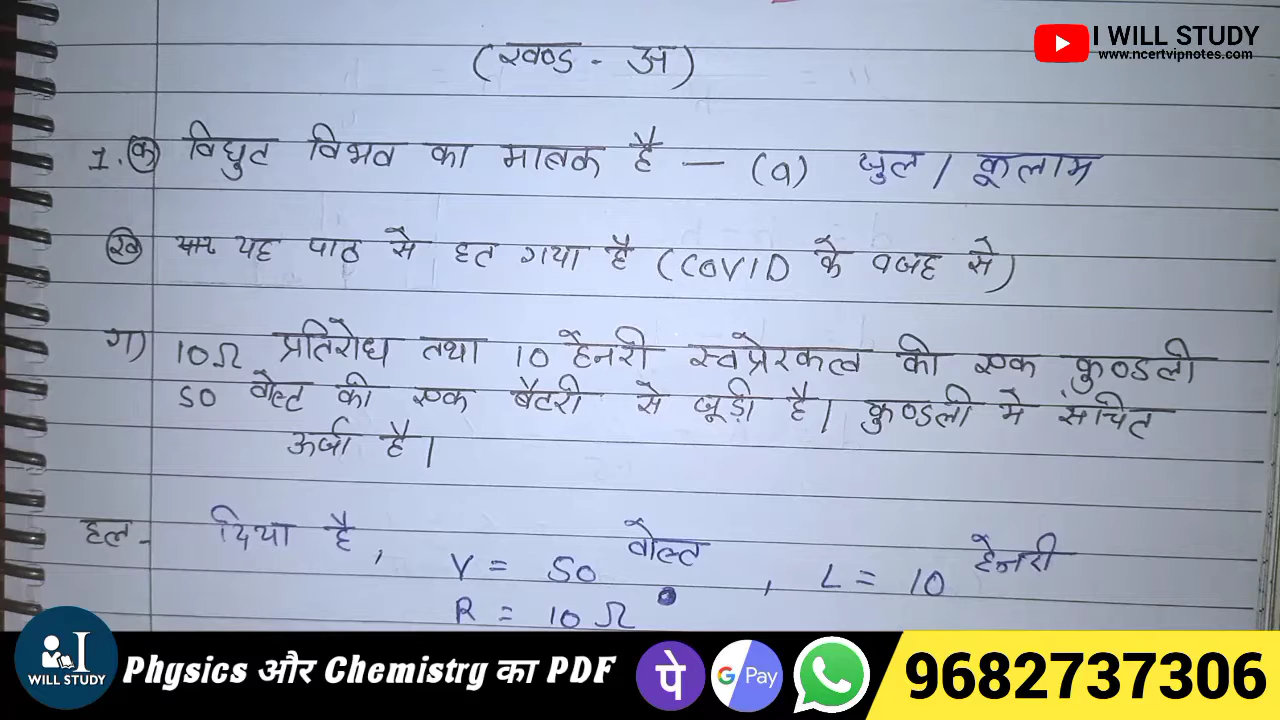 I WILL STUDY
www.ncertvipnotes.com
(खण्ड - अ)
1. क) विद्युत विभव का मात्रक है — (a) जुल / कूलाम
ख) यह पाठ से हट गया है (COVID के वजह से)
ग) 10Ω प्रतिरोध तथा 10 हैनरी स्वप्रेरकत्व की एक कुण्डली
50 वोल्ट की एक बैटरी से जूड़ी है। कुण्डली मे संचित
ऊर्जा है।
हल - दिया है, V = 50 वोल्ट, L = 10 हैनरी
R = 10 Ω
I WILL STUDY
Physics और Chemistry का PDF
पे
G Pay
9682737306